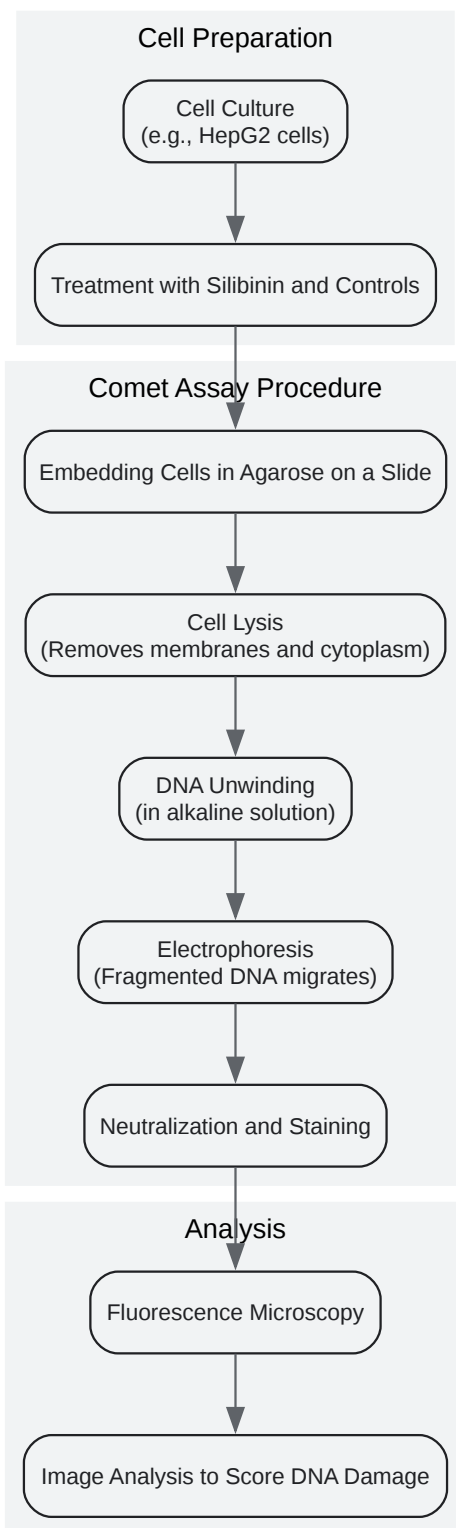 Cell Preparation
Cell Culture
(e.g., HepG2 cells)
Treatment with Silibinin and Controls
Comet Assay Procedure
Embedding Cells in Agarose on a Slide
Cell Lysis
(Removes membranes and cytoplasm)
DNA Unwinding
(in alkaline solution)
Electrophoresis
(Fragmented DNA migrates)
Neutralization and Staining
Analysis
Fluorescence Microscopy
Image Analysis to Score DNA Damage